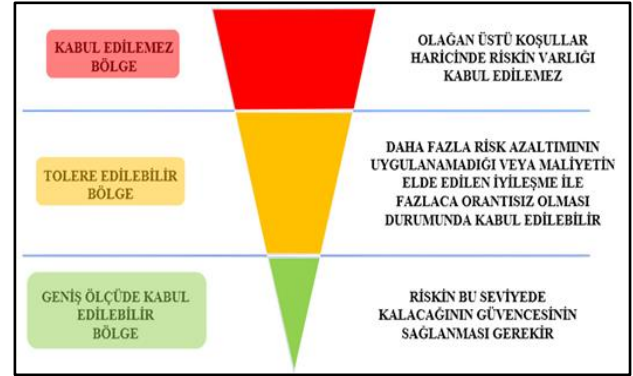 KABUL EDİLEMEZ
BÖLGE
OLAĞAN ÜSTÜ KOŞULLAR
HARİCİNDE RİSKİN VARLIĞI
KABUL EDİLEMEZ
TOLERE EDİLEBİLİR
BÖLGE
DAHA FAZLA RİSK AZALTIMININ
UYGULANAMADIĞI VEYA MALİYETİN
ELDE EDİLEN İYİLEŞME İLE
FAZLACA ORANTISIZ OLMASI
DURUMUNDA KABUL EDİLEBİLİR
GENİŞ ÖLÇÜDE KABUL
EDİLEBİLİR
BÖLGE
RİSKİN BU SEVİYEDE
KALACAĞININ GÜVENCESİNİN
SAĞLANMASI GEREKİR